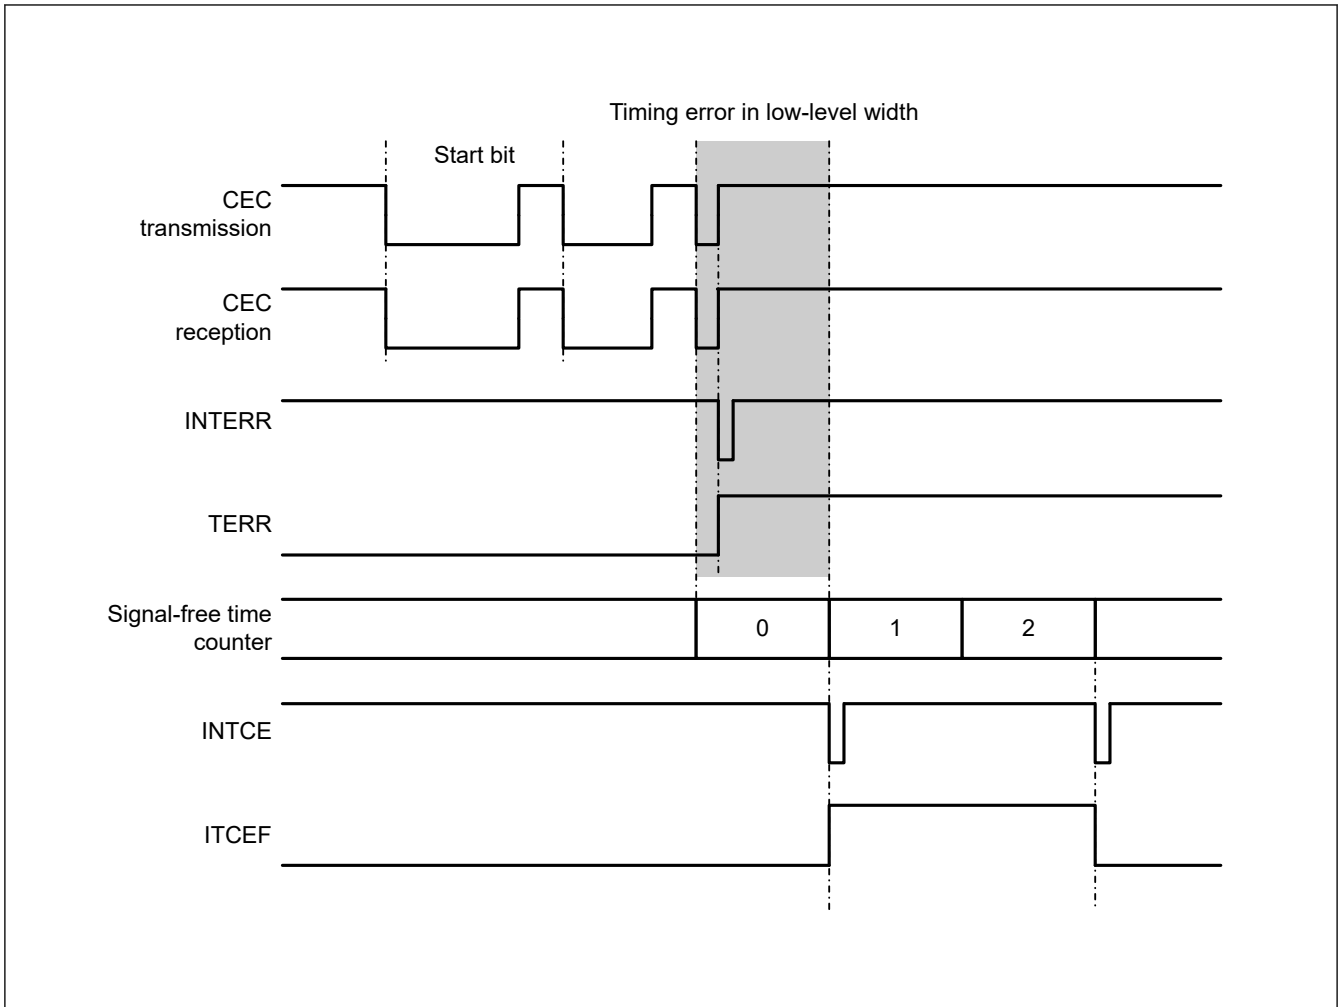 Timing error in low-level width
Start bit
CEC
transmission
CEC
reception
INTERR
TERR
Signal-free time
counter
0
1
2
INTCE
ITCEF